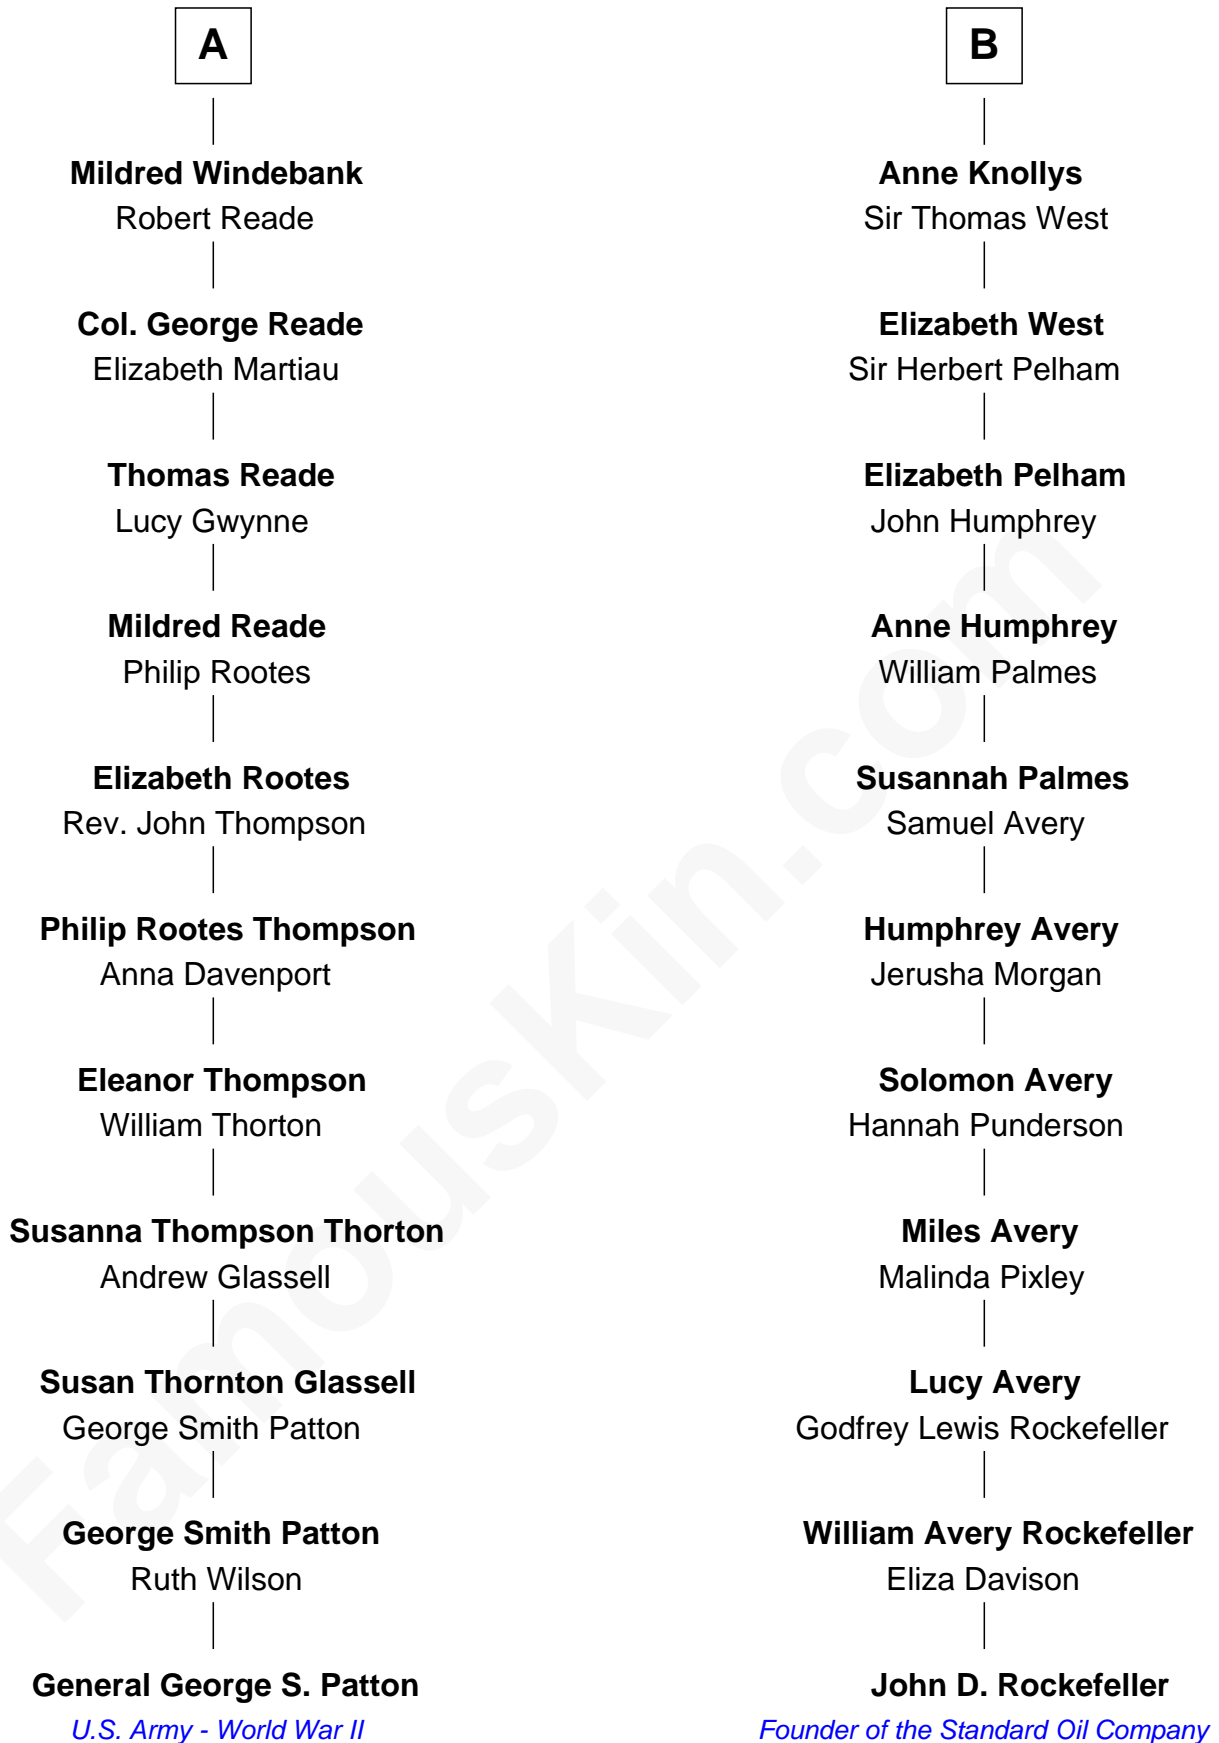 A
Mildred Windebank
Robert Reade
Col. George Reade
Elizabeth Martiau
Thomas Reade
Lucy Gwynne
Mildred Reade
Philip Rootes
Elizabeth Rootes
Rev. John Thompson
Philip Rootes Thompson
Anna Davenport
Eleanor Thompson
William Thorton
Susanna Thompson Thorton
Andrew Glassell
Susan Thornton Glassell
George Smith Patton
George Smith Patton
Ruth Wilson
General George S. Patton
U.S. Army - World War II
B
Anne Knollys
Sir Thomas West
Elizabeth West
Sir Herbert Pelham
Elizabeth Pelham
John Humphrey
Anne Humphrey
William Palmes
Susannah Palmes
Samuel Avery
Humphrey Avery
Jerusha Morgan
Solomon Avery
Hannah Punderson
Miles Avery
Malinda Pixley
Lucy Avery
Godfrey Lewis Rockefeller
William Avery Rockefeller
Eliza Davison
John D. Rockefeller
Founder of the Standard Oil Company
FamousKin.com